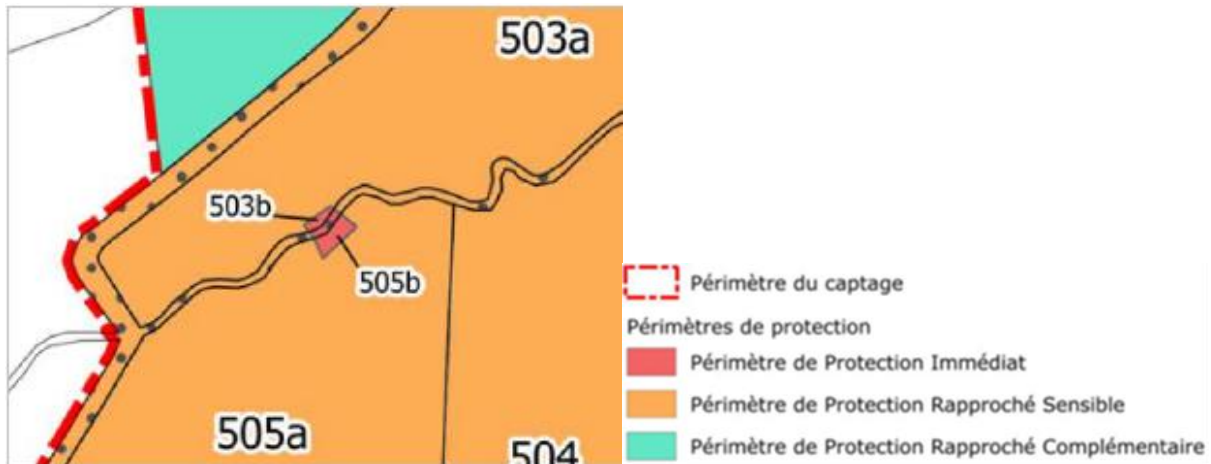 503a
503b
505b
505a
504
Périmètre du captage
Périmètres de protection
Périmètre de Protection Immédiat
Périmètre de Protection Rapproché Sensible
Périmètre de Protection Rapproché Complémentaire